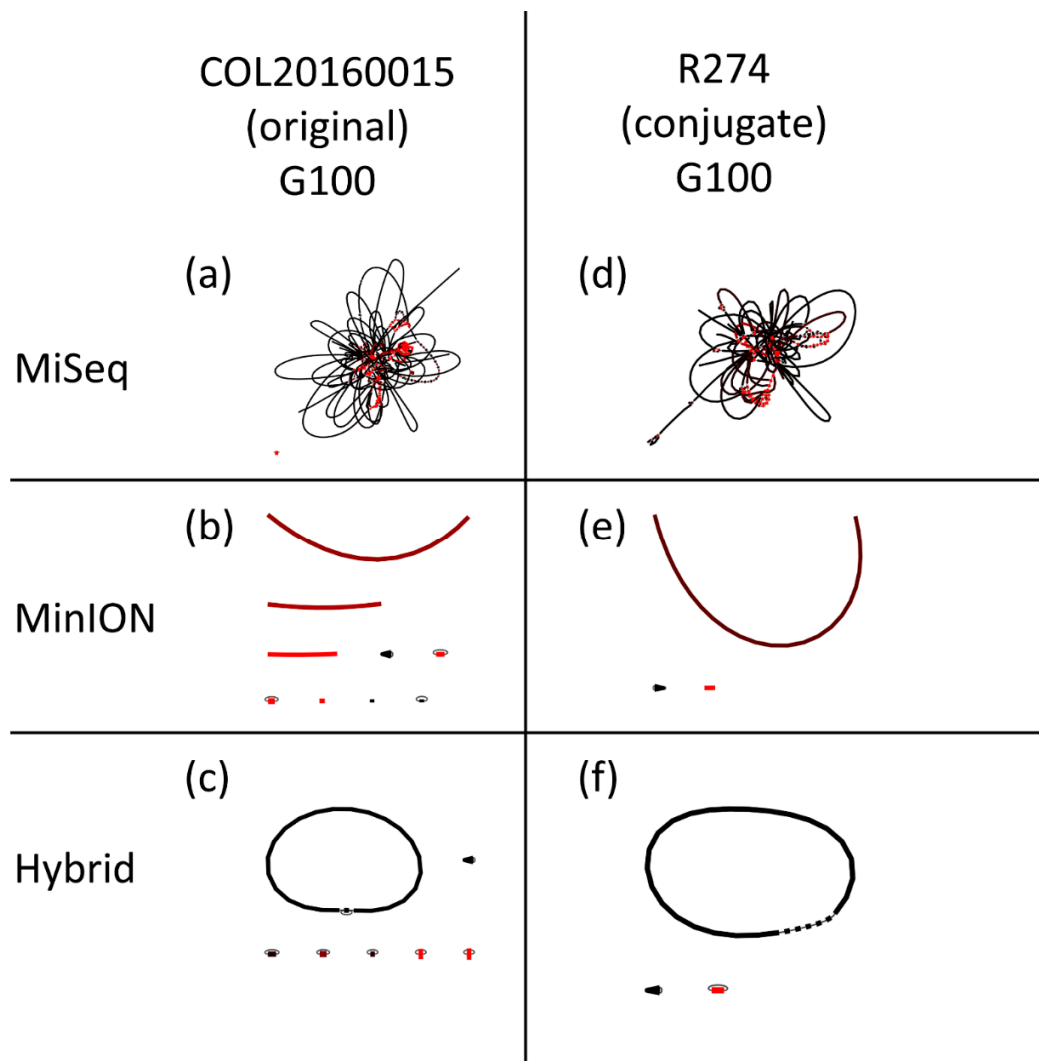 COL20160015
(original)
G100
R274
(conjugate)
G100
MiSeq
(a)
(d)
MinION
(b)
(e)
Hybrid
(c)
(f)